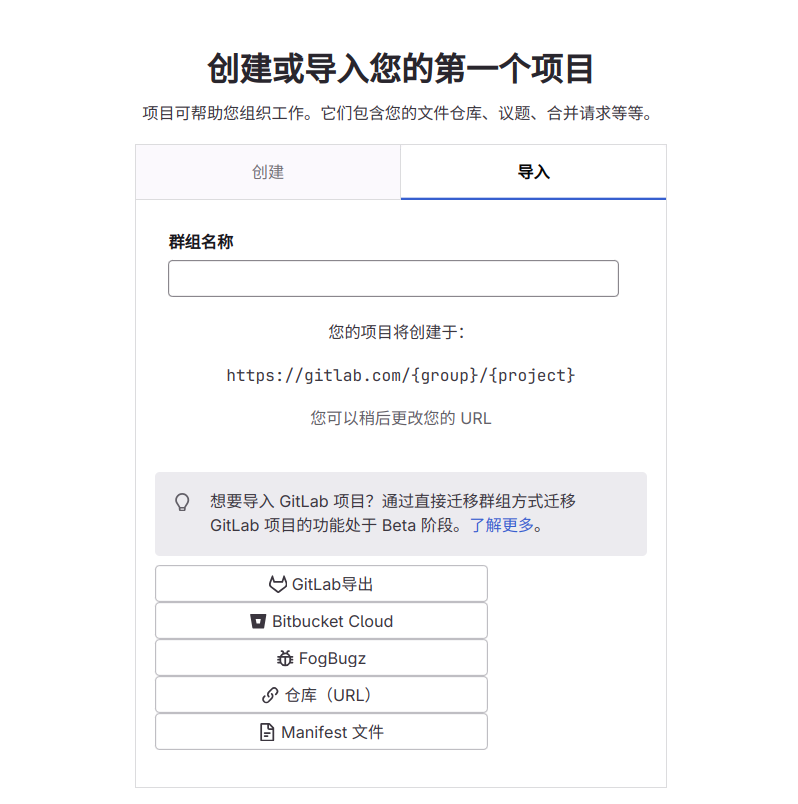 创建或导入您的第一个项目
项目可帮助您组织工作。它们包含您的文件仓库、议题、合并请求等等。
创建
导入
群组名称
您的项目将创建于：
https://gitlab.com/{group}/{project}
您可以稍后更改您的 URL
想要导入 GitLab 项目？通过直接迁移群组方式迁移
GitLab 项目的功能处于 Beta 阶段。了解更多。
GitLab导出
Bitbucket Cloud
FogBugz
仓库（URL）
Manifest 文件